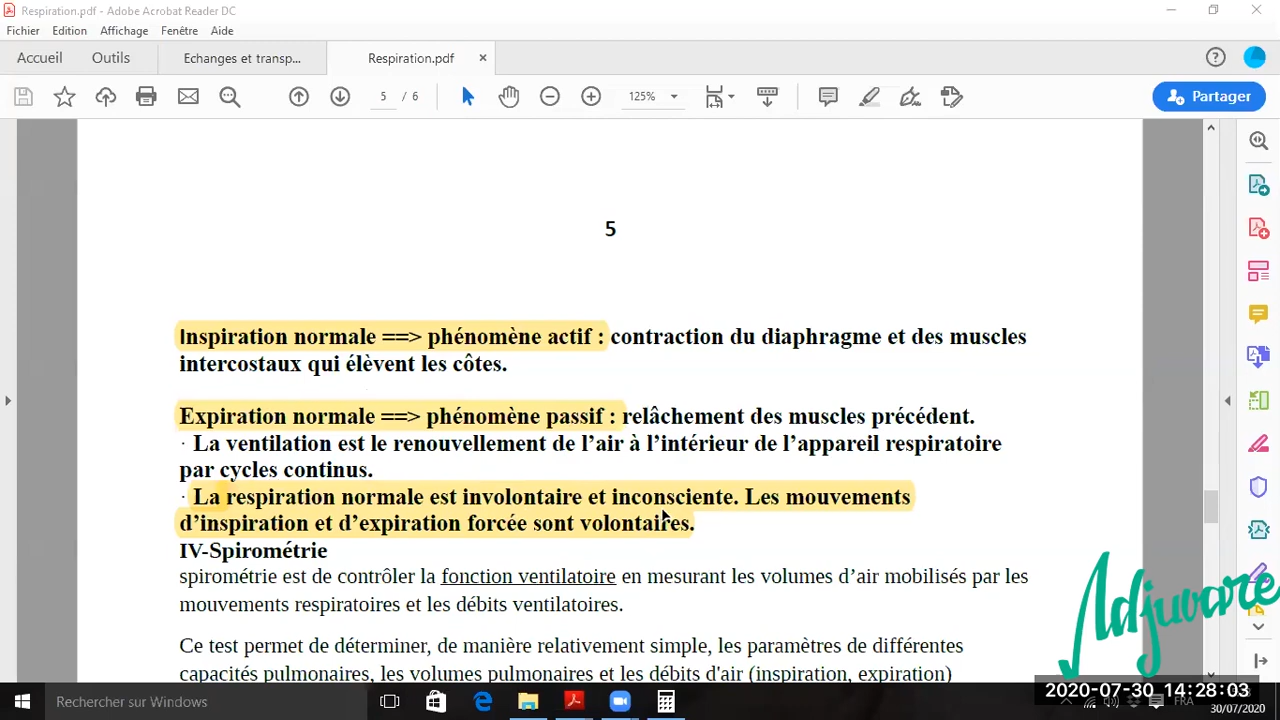 Respiration.pdf - Adobe Acrobat Reader DC
Fichier Edition Affichage Fenêtre Aide
Accueil Outils Echanges et transp... Respiration.pdf
5 / 6 125% Partager
5
Inspiration normale ==> phénomène actif : contraction du diaphragme et des muscles
intercostaux qui élèvent les côtes.
Expiration normale ==> phénomène passif : relâchement des muscles précédent.
· La ventilation est le renouvellement de l’air à l’intérieur de l’appareil respiratoire
par cycles continus.
· La respiration normale est involontaire et inconsciente. Les mouvements
d’inspiration et d’expiration forcée sont volontaires.
IV-Spirométrie
spirométrie est de contrôler la fonction ventilatoire en mesurant les volumes d’air mobilisés par les
mouvements respiratoires et les débits ventilatoires.
Ce test permet de déterminer, de manière relativement simple, les paramètres de différentes
capacités pulmonaires, les volumes pulmonaires et les débits d'air (inspiration, expiration)
Adjuvare
2020-07-30 14:28:03
Rechercher sur Windows
FRA
30/07/2020